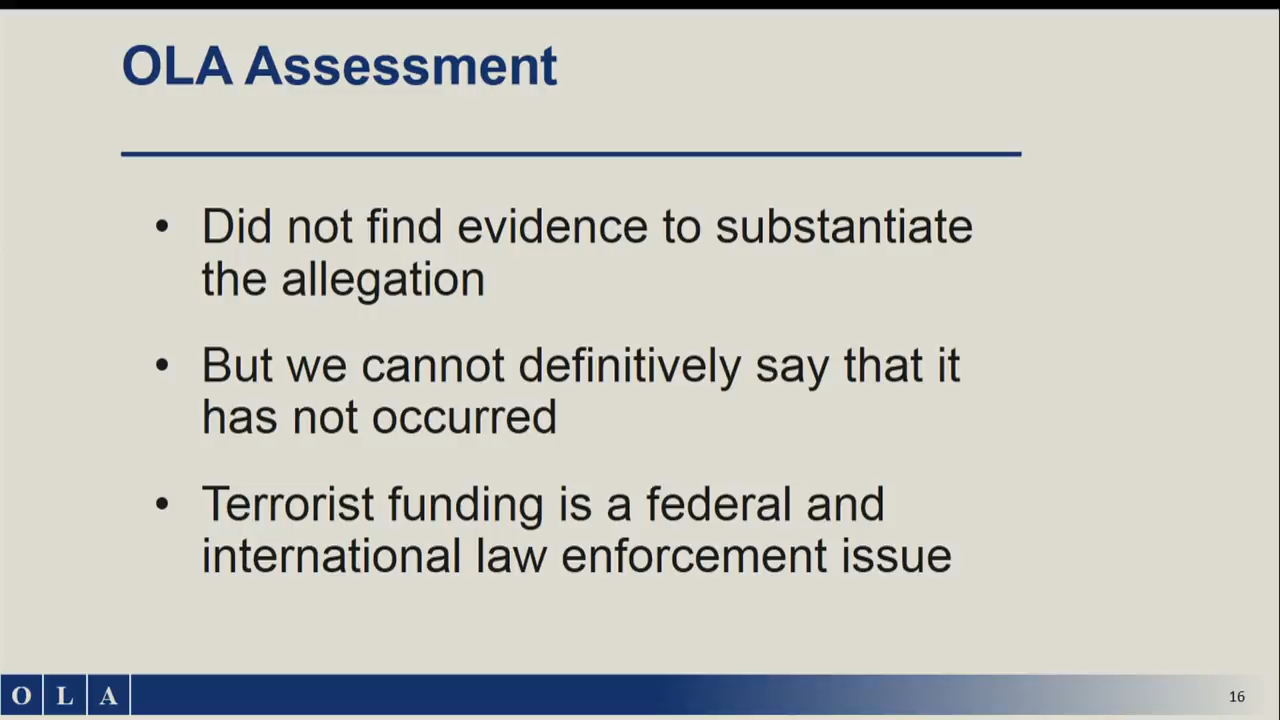 OLA Assessment
• Did not find evidence to substantiate
the allegation
• But we cannot definitively say that it
has not occurred
• Terrorist funding is a federal and
international law enforcement issue
O L A
16